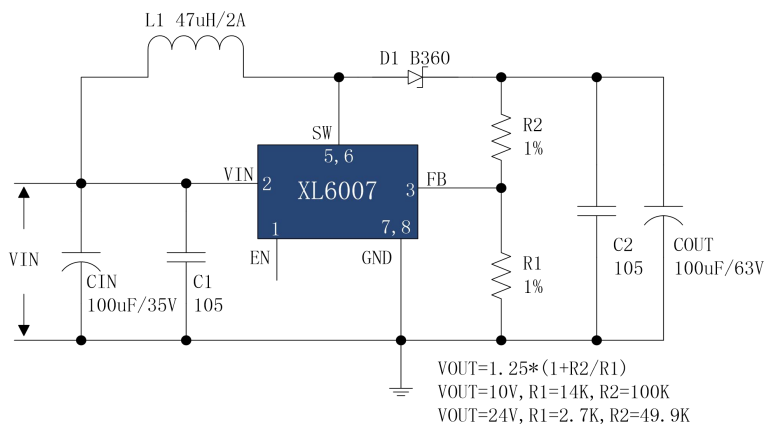 L1 47uH/2A
D1 B360
SW
R2
1%
5,6
VIN
2
XL6007
3
FB
1
7,8
EN
GND
VIN
CIN
100uF/35V
C1
105
R1
1%
C2
105
COUT
100uF/63V
VOUT=1.25*(1+R2/R1)
VOUT=10V,R1=14K,R2=100K
VOUT=24V,R1=2.7K,R2=49.9K